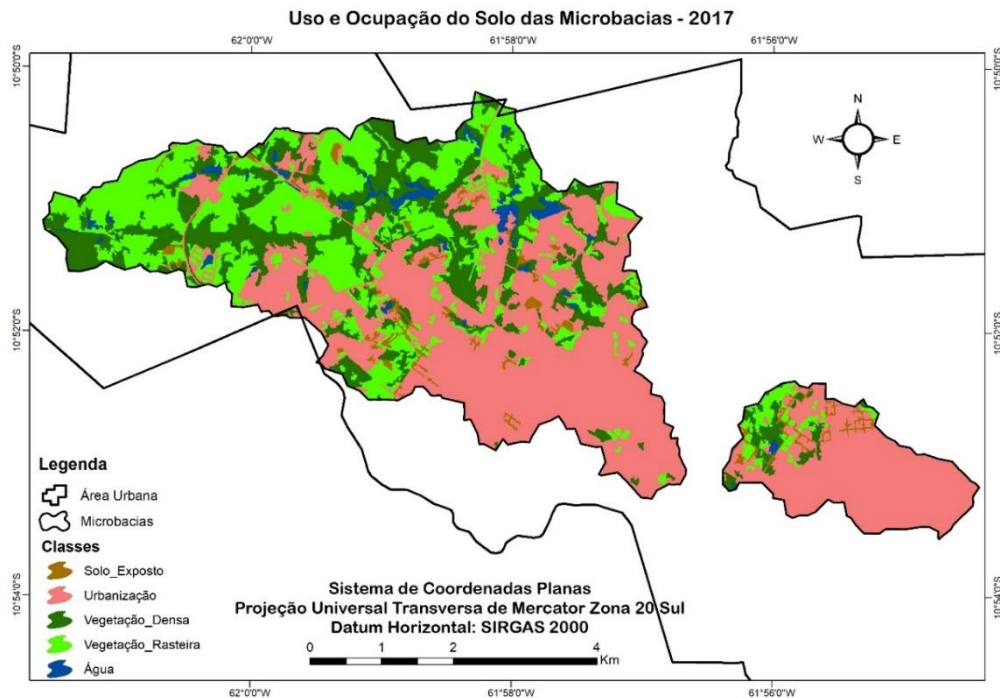 Uso e Ocupação do Solo das Microbacias - 2017
62°0'0"W 61°58'0"W 61°56'0"W
10°50'0"S 10°50'0"S
N
W E
S
10°52'0"S 10°52'0"S
Legenda
Área Urbana
Microbacias
Classes
Solo_Exposto
Urbanização
Vegetação_Densa
Vegetação_Rasteira
Água
10°54'0"S 10°54'0"S
Sistema de Coordenadas Planas
Projeção Universal Transversa de Mercator Zona 20 Sul
Datum Horizontal: SIRGAS 2000
0 1 2 4
Km
62°0'0"W 61°58'0"W 61°56'0"W